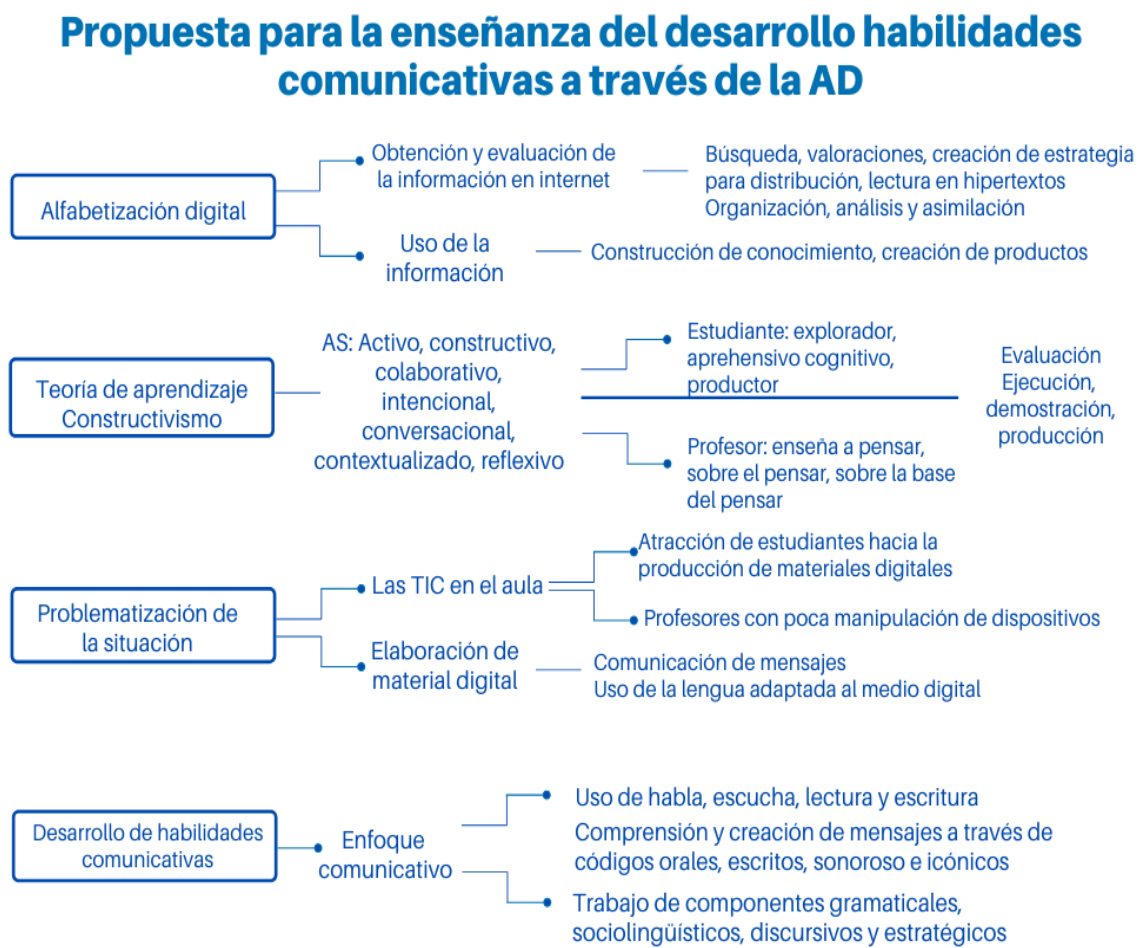 Propuesta para la enseñanza del desarrollo habilidades
comunicativas a través de la AD
Alfabetización digital
Obtención y evaluación de
la información en internet
Búsqueda, valoraciones, creación de estrategia
para distribución, lectura en hipertextos
Organización, análisis y asimilación
Uso de la
información
Construcción de conocimiento, creación de productos
Teoría de aprendizaje
Constructivismo
AS: Activo, constructivo,
colaborativo,
intencional,
conversacional,
contextualizado, reflexivo
Estudiante: explorador,
aprehensivo cognitivo,
productor
Profesor: enseña a pensar,
sobre el pensar, sobre la base
del pensar
Evaluación
Ejecución,
demostración,
producción
Problematización de
la situación
Las TIC en el aula
Atracción de estudiantes hacia la
producción de materiales digitales
Profesores con poca manipulación de dispositivos
Elaboración de
material digital
Comunicación de mensajes
Uso de la lengua adaptada al medio digital
Desarrollo de habilidades
comunicativas
Enfoque
comunicativo
Uso de habla, escucha, lectura y escritura
Comprensión y creación de mensajes a través de
códigos orales, escritos, sonoroso e icónicos
Trabajo de componentes gramaticales,
sociolingüísticos, discursivos y estratégicos